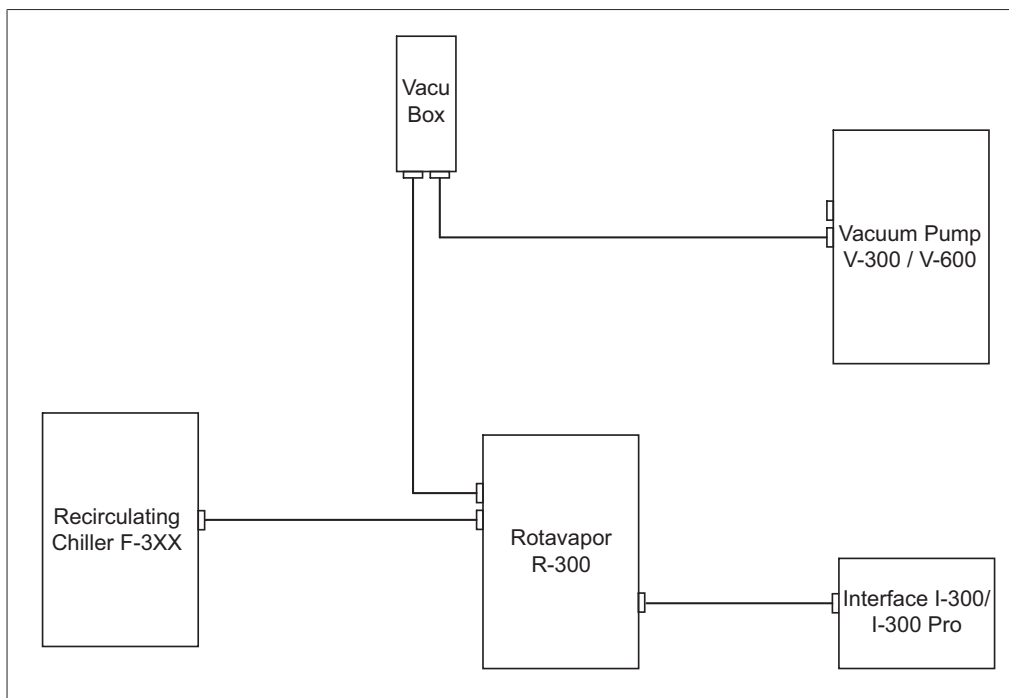 Vacu
Box
Vacuum Pump
V-300 / V-600
Recirculating
Chiller F-3XX
Rotavapor
R-300
Interface I-300/
I-300 Pro